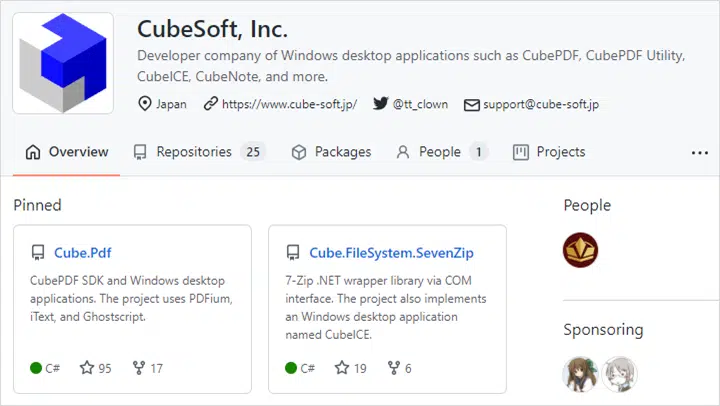 CubeSoft, Inc.
Developer company of Windows desktop applications such as CubePDF, CubePDF Utility,
CubeICE, CubeNote, and more.
Japan https://www.cube-soft.jp/ @tt_clown support@cube-soft.jp
Overview Repositories 25 Packages People 1 Projects ...
Pinned
Cube.Pdf
CubePDF SDK and Windows desktop
applications. The project uses PDFium,
iText, and Ghostscript.
C# 95 17
Cube.FileSystem.SevenZip
7-Zip .NET wrapper library via COM
interface. The project also implements
an Windows desktop application
named CubeICE.
C# 19 6
People
Sponsoring